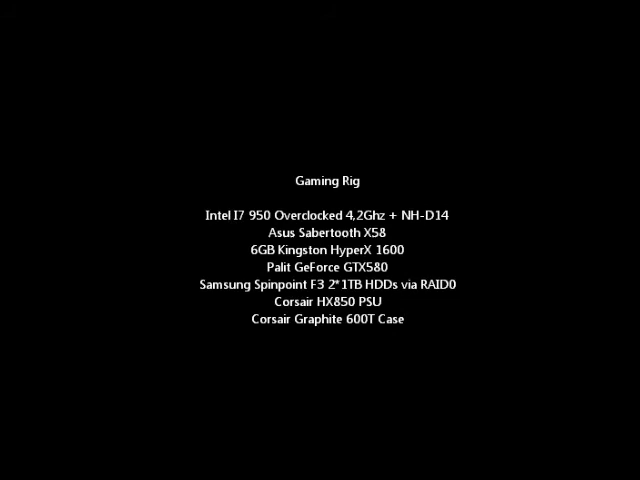 Gaming Rig
Intel I7 950 Overclocked 4,2Ghz + NH-D14
Asus Sabertooth X58
6GB Kingston HyperX 1600
Palit GeForce GTX580
Samsung Spinpoint F3 2*1TB HDDs via RAID0
Corsair HX850 PSU
Corsair Graphite 600T Case